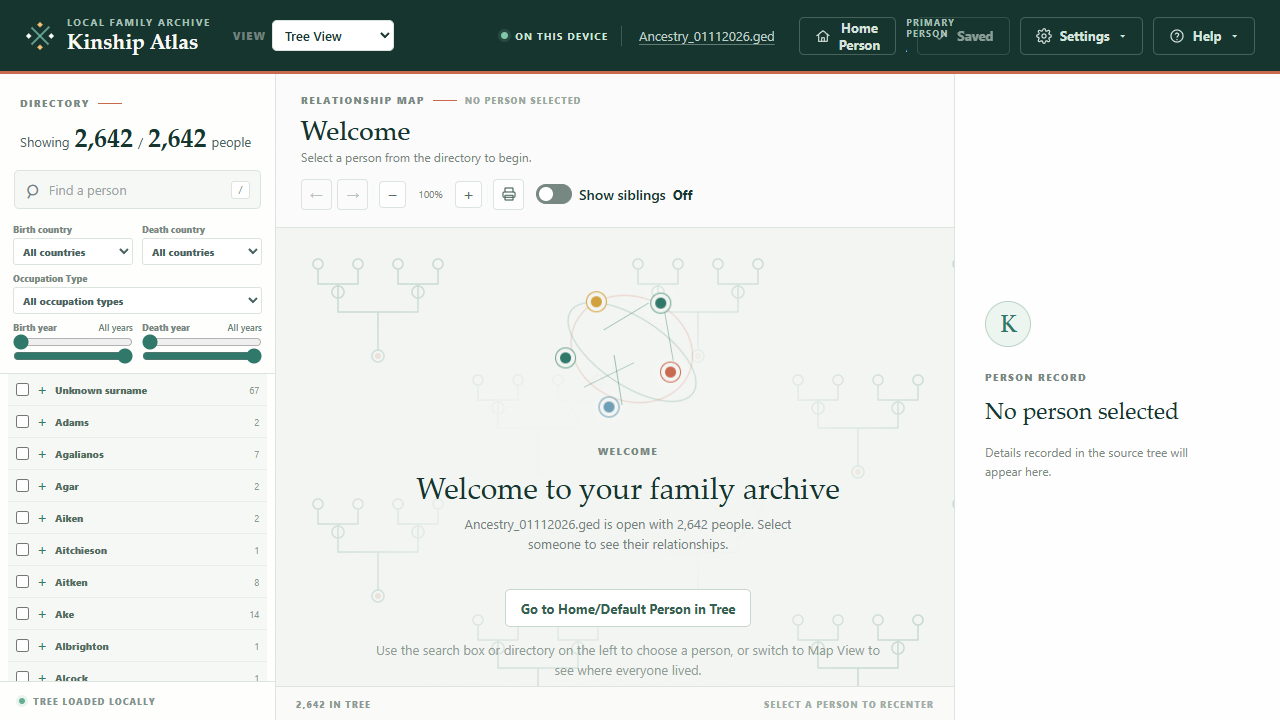 LOCAL FAMILY ARCHIVE
Kinship Atlas
VIEW
Tree View
ON THIS DEVICE
Ancestry_01112026.ged
Home Person
PRIMARY PERSON
Saved
Settings
Help
DIRECTORY
Showing 2,642 / 2,642 people
Find a person
/
Birth country
Death country
All countries
All countries
Occupation Type
All occupation types
Birth year All years
Death year All years
+ Unknown surname 67
+ Adams 2
+ Agalianos 7
+ Agar 2
+ Aiken 2
+ Aitchieson 1
+ Aitken 8
+ Ake 14
+ Albrighton 1
+ Alcock 1
TREE LOADED LOCALLY
RELATIONSHIP MAP
NO PERSON SELECTED
Welcome
Select a person from the directory to begin.
← → − 100% +
Show siblings Off
WELCOME
Welcome to your family archive
Ancestry_01112026.ged is open with 2,642 people. Select
someone to see their relationships.
Go to Home/Default Person in Tree
Use the search box or directory on the left to choose a person, or switch to Map View to
see where everyone lived.
2,642 IN TREE
SELECT A PERSON TO RECENTER
K
PERSON RECORD
No person selected
Details recorded in the source tree will
appear here.